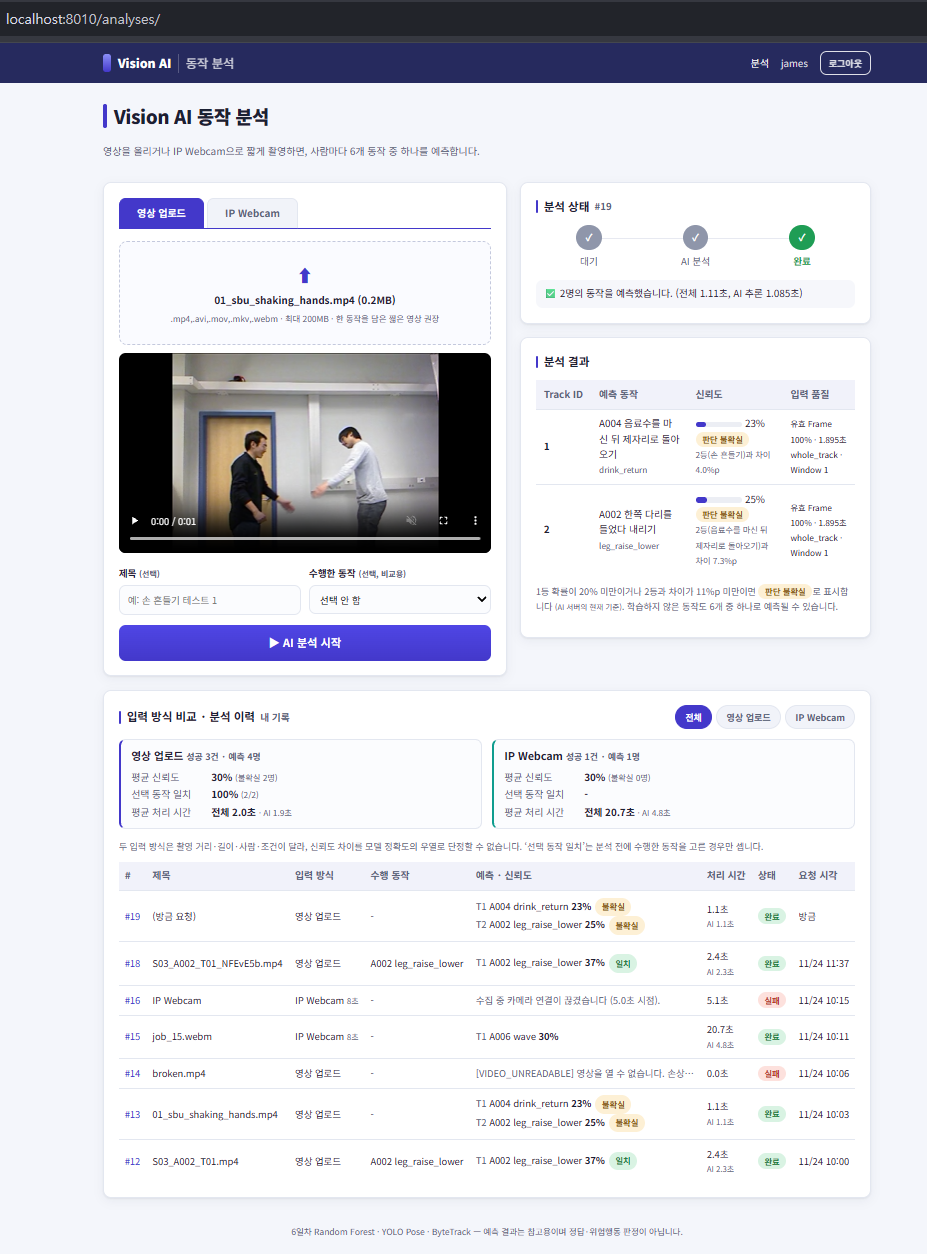 localhost:8010/analyses/
Vision AI 동작 분석
분석 james 로그아웃
Vision AI 동작 분석
영상을 올리거나 IP Webcam으로 짧게 촬영하면, 사람마다 6개 동작 중 하나를 예측합니다.
영상 업로드 IP Webcam
01_sbu_shaking_hands.mp4 (0.2MB)
.mp4,.avi,.mov,.mkv,.webm · 최대 200MB · 한 동작을 담은 짧은 영상 권장
0:00 / 0:01
제목 (선택) 수행한 동작 (선택, 비교용)
예: 손 흔들기 테스트 1 선택 안 함
▶ AI 분석 시작
분석 상태 #19
대기 AI 분석 완료
✅ 2명의 동작을 예측했습니다. (전체 1.11초, AI 추론 1.085초)
분석 결과
Track ID 예측 동작 신뢰도 입력 품질
1
A004 음료수를 마
신 뒤 제자리로 돌아
오기
drink_return
23%
판단 불확실
2등(손 흔들기)과 차이
4.0%p
유효 Frame
100% · 1.895초
whole_track ·
Window 1
2
A002 한쪽 다리를
들었다 내리기
leg_raise_lower
25%
판단 불확실
2등(음료수를 마신 뒤
제자리로 돌아오기)과
차이 7.3%p
유효 Frame
100% · 1.895초
whole_track ·
Window 1
1등 확률이 20% 미만이거나 2등과 차이가 11%p 미만이면 판단 불확실 로 표시합
니다 (AI 서버의 현재 기준). 학습하지 않은 동작도 6개 중 하나로 예측될 수 있습니다.
입력 방식 비교 · 분석 이력 내 기록
전체 영상 업로드 IP Webcam
영상 업로드 성공 3건 · 예측 4명
평균 신뢰도 30% (불확실 2명)
선택 동작 일치 100% (2/2)
평균 처리 시간 전체 2.0초 · AI 1.9초
IP Webcam 성공 1건 · 예측 1명
평균 신뢰도 30% (불확실 0명)
선택 동작 일치 -
평균 처리 시간 전체 20.7초 · AI 4.8초
두 입력 방식은 촬영 거리·길이·사람·조건이 달라, 신뢰도 차이를 모델 정확도의 우열로 단정할 수 없습니다. '선택 동작 일치'는 분석 전에 수행한 동작을 고른 경우만 셉니다.
# 제목 입력 방식 수행 동작 예측 · 신뢰도 처리 시간 상태 요청 시각
#19 (방금 요청) 영상 업로드 -
T1 A004 drink_return 23% 불확실
T2 A002 leg_raise_lower 25% 불확실
1.1초
AI 1.1초
완료 방금
#18 S03_A002_T01_NFEvE5b.mp4 영상 업로드 A002 leg_raise_lower T1 A002 leg_raise_lower 37% 일치
2.4초
AI 2.3초
완료 11/24 11:37
#16 IP Webcam IP Webcam 8초 - 수집 중 카메라 연결이 끊겼습니다 (5.0초 시점). 5.1초 실패 11/24 10:15
#15 job_15.webm IP Webcam 8초 - T1 A006 wave 30%
20.7초
AI 4.8초
완료 11/24 10:11
#14 broken.mp4 영상 업로드 - [VIDEO_UNREADABLE] 영상을 열 수 없습니다. 손상… 0.0초 실패 11/24 10:06
#13 01_sbu_shaking_hands.mp4 영상 업로드 -
T1 A004 drink_return 23% 불확실
T2 A002 leg_raise_lower 25% 불확실
1.1초
AI 1.1초
완료 11/24 10:03
#12 S03_A002_T01.mp4 영상 업로드 A002 leg_raise_lower T1 A002 leg_raise_lower 37% 일치
2.4초
AI 2.3초
완료 11/24 10:00
6일차 Random Forest · YOLO Pose · ByteTrack — 예측 결과는 참고용이며 정답·위험행동 판정이 아닙니다.